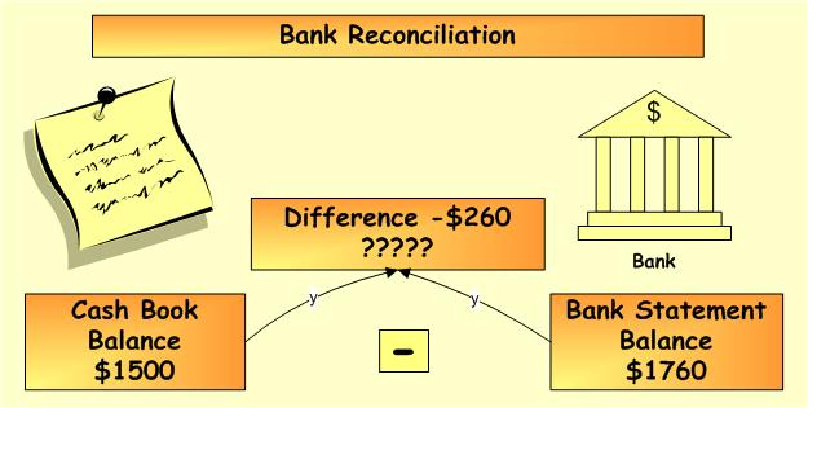 Bank Reconciliation
$
Difference -$260
?????
Bank
y
y
Cash Book
Balance
$1500
-
Bank Statement
Balance
$1760